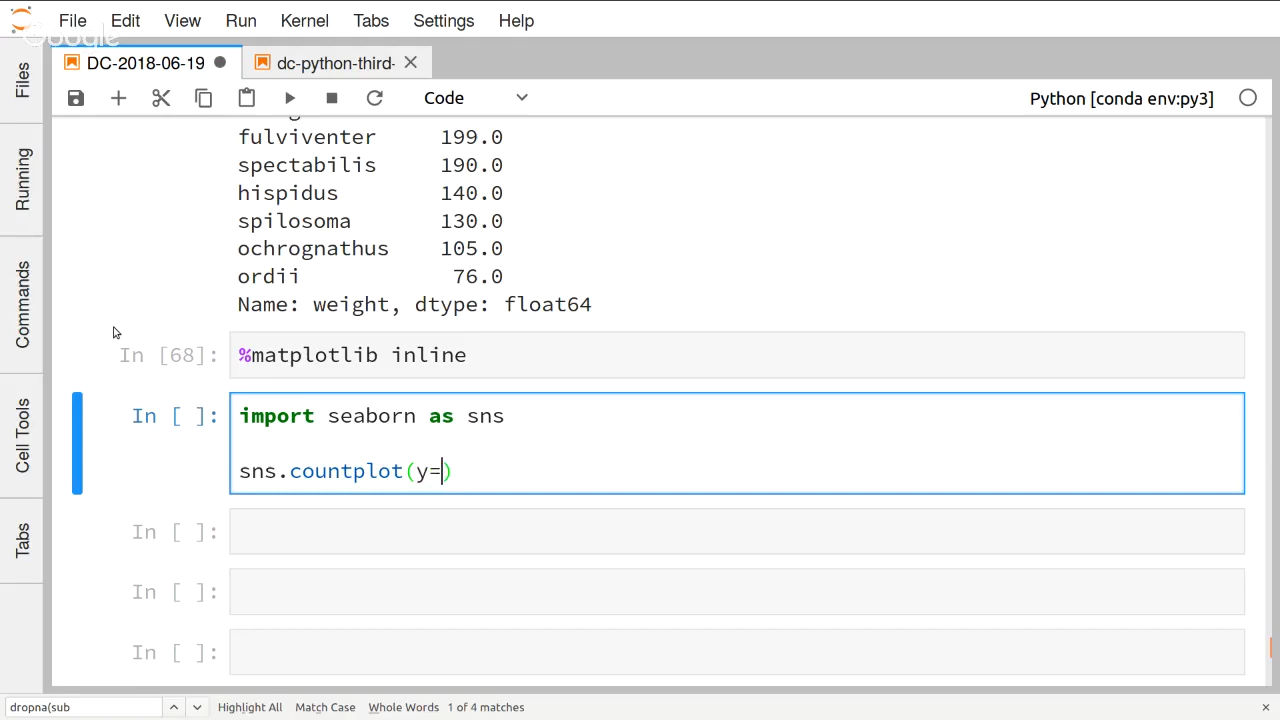 File Edit View Run Kernel Tabs Settings Help
Google
DC-2018-06-19 dc-python-third-
Code Python [conda env:py3]
fulviventer 199.0
spectabilis 190.0
hispidus 140.0
spilosoma 130.0
ochrognathus 105.0
ordii 76.0
Name: weight, dtype: float64
In [68]: %matplotlib inline
In [ ]: import seaborn as sns
sns.countplot(y=)
In [ ]:
In [ ]:
In [ ]:
Files
Running
Commands
Cell Tools
Tabs
dropna(sub Highlight All Match Case Whole Words 1 of 4 matches